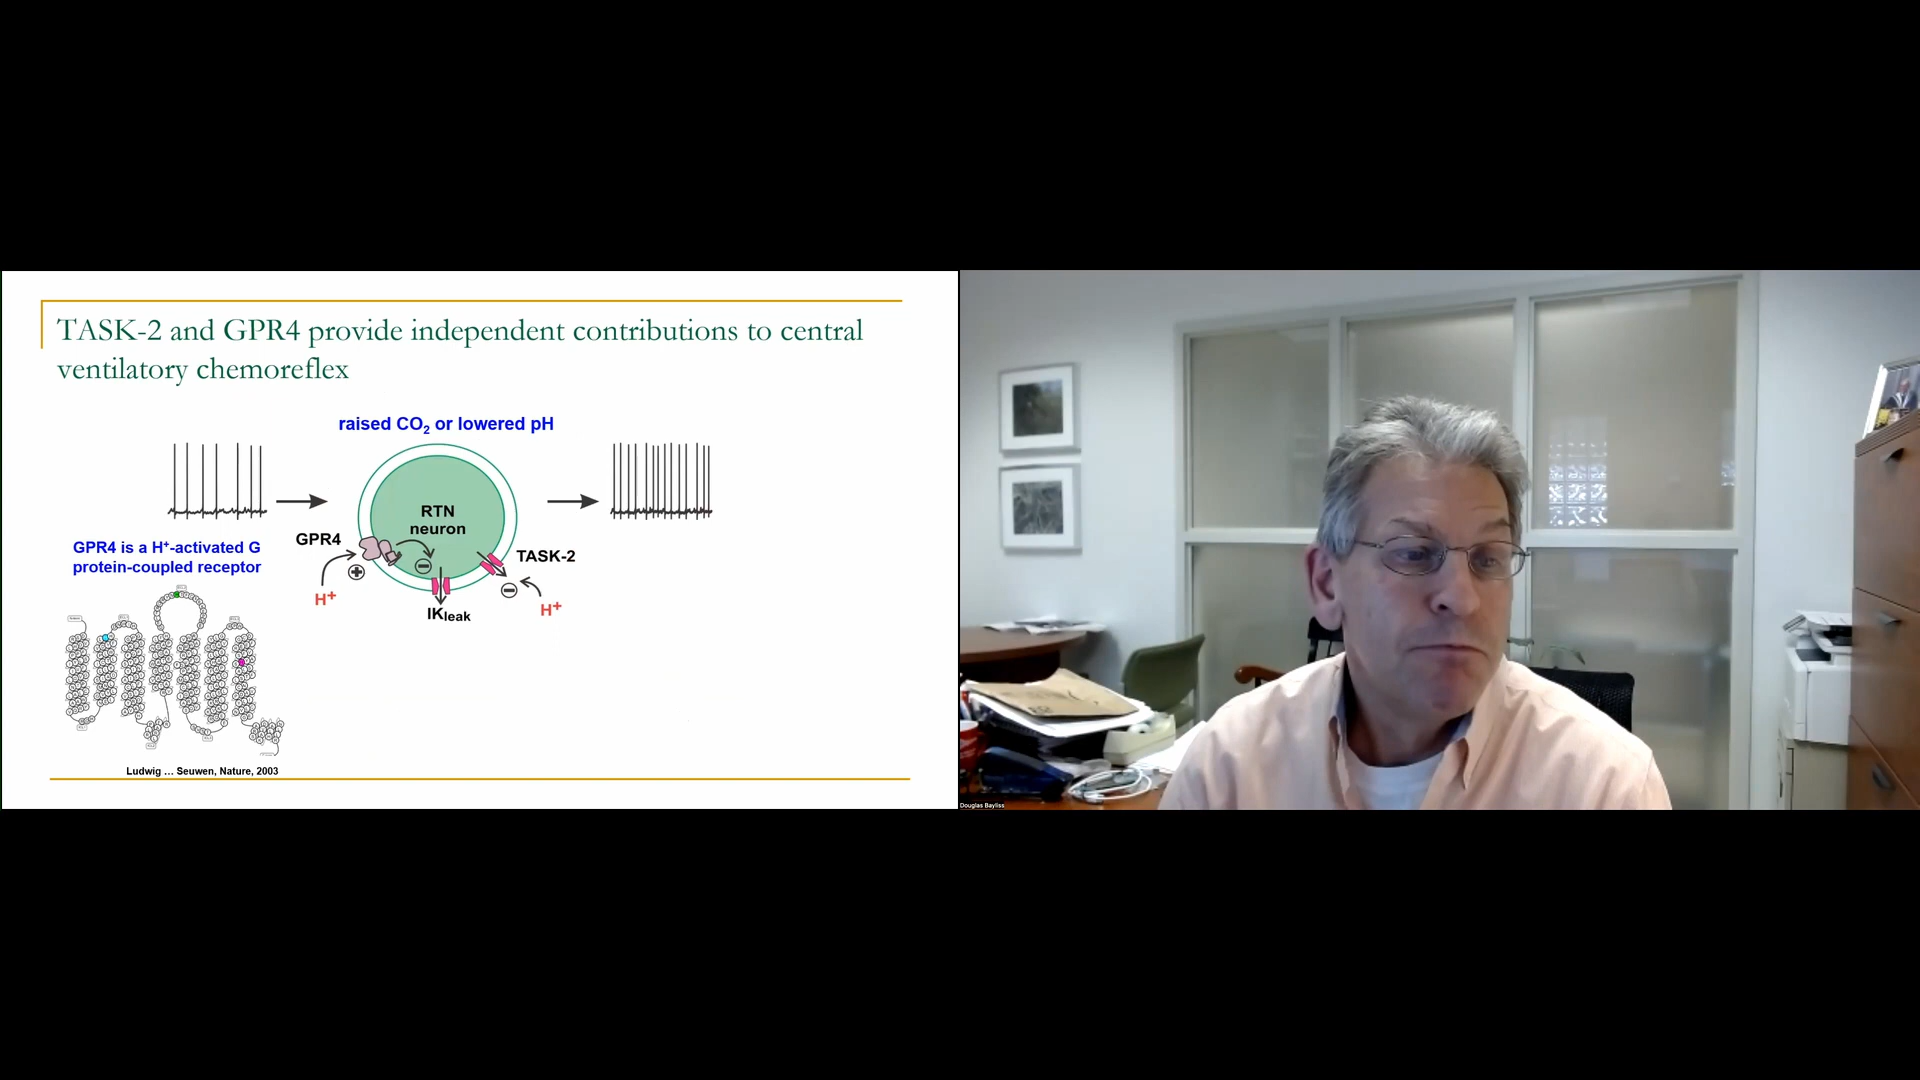 TASK-2 and GPR4 provide independent contributions to central
ventilatory chemoreflex
raised CO2 or lowered pH
RTN
neuron
GPR4
TASK-2
H+
H+
IKleak
GPR4 is a H+-activated G
protein-coupled receptor
Ludwig ... Seuwen, Nature, 2003
Douglas Bayliss